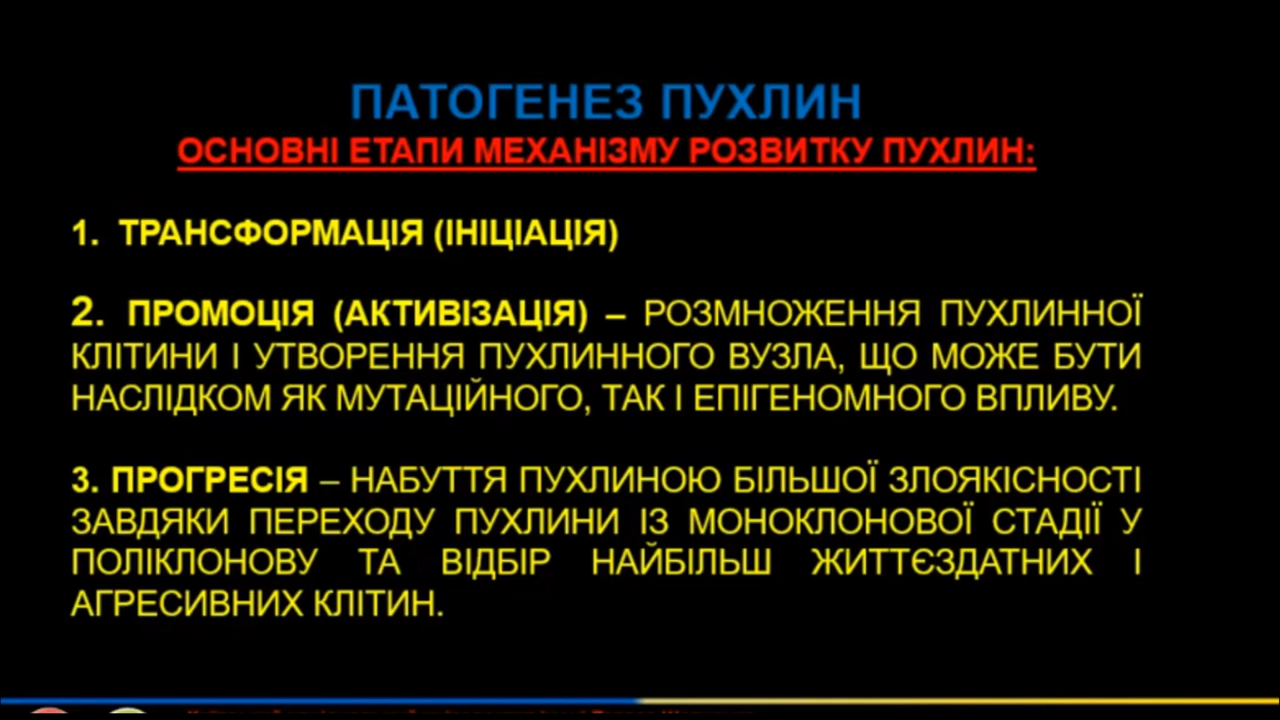 ПАТОГЕНЕЗ ПУХЛИН
ОСНОВНІ ЕТАПИ МЕХАНІЗМУ РОЗВИТКУ ПУХЛИН:
1. ТРАНСФОРМАЦІЯ (ІНІЦІАЦІЯ)
2. ПРОМОЦІЯ (АКТИВІЗАЦІЯ) – РОЗМНОЖЕННЯ ПУХЛИННОЇ
КЛІТИНИ І УТВОРЕННЯ ПУХЛИННОГО ВУЗЛА, ЩО МОЖЕ БУТИ
НАСЛІДКОМ ЯК МУТАЦІЙНОГО, ТАК І ЕПІГЕНОМНОГО ВПЛИВУ.
3. ПРОГРЕСІЯ – НАБУТТЯ ПУХЛИНОЮ БІЛЬШОЇ ЗЛОЯКІСНОСТІ
ЗАВДЯКИ ПЕРЕХОДУ ПУХЛИНИ ІЗ МОНОКЛОНОВОЇ СТАДІЇ У
ПОЛІКЛОНОВУ ТА ВІДБІР НАЙБІЛЬШ ЖИТТЄЗДАТНИХ І
АГРЕСИВНИХ КЛІТИН.